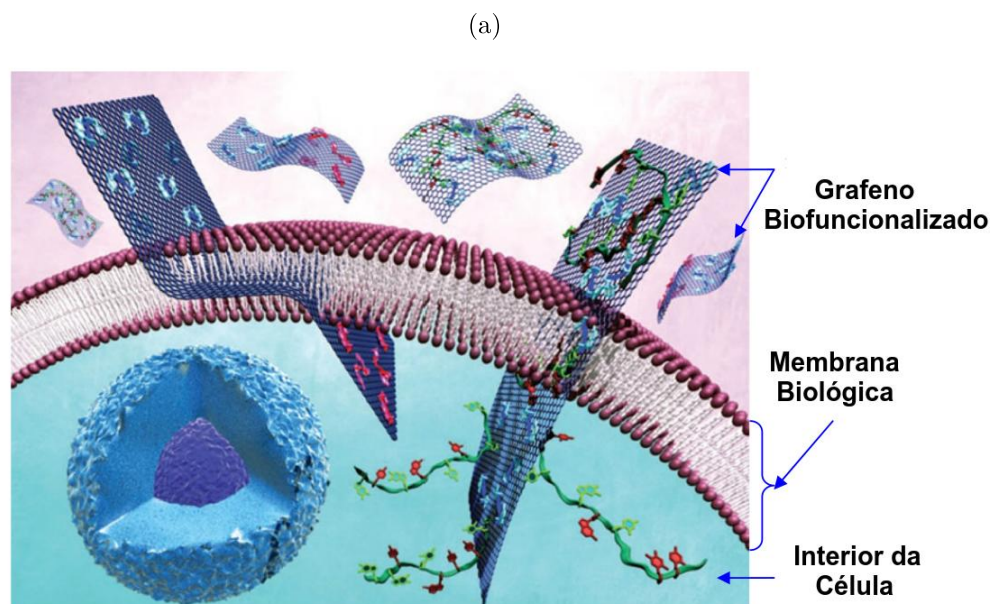 (a)
Grafeno
Biofuncionalizado
Membrana
Biológica
Interior da
Célula